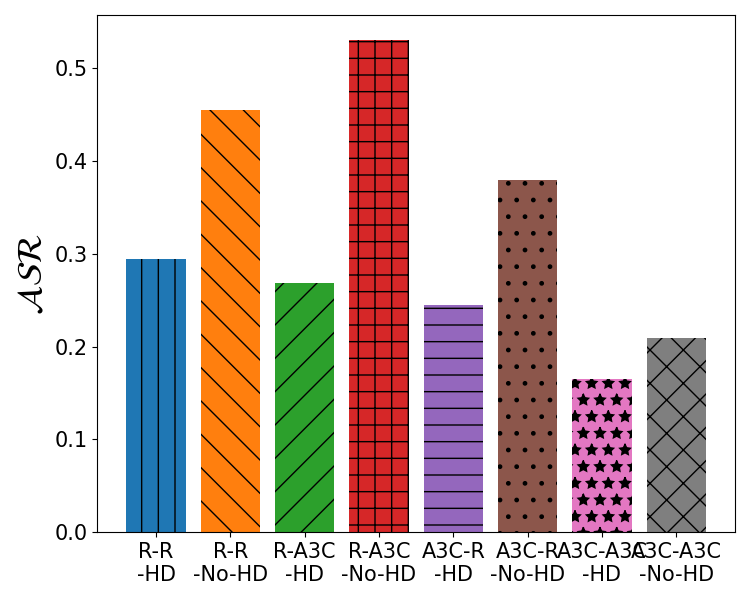 0.5
0.4
0.3
0.2
0.1
0.0
ASR
R-R
-HD
R-R
-No-HD
R-A3C
-HD
R-A3C
-No-HD
A3C-R
-HD
A3C-R
-No-HD
A3C-A3C
-HD
A3C-A3C
-No-HD